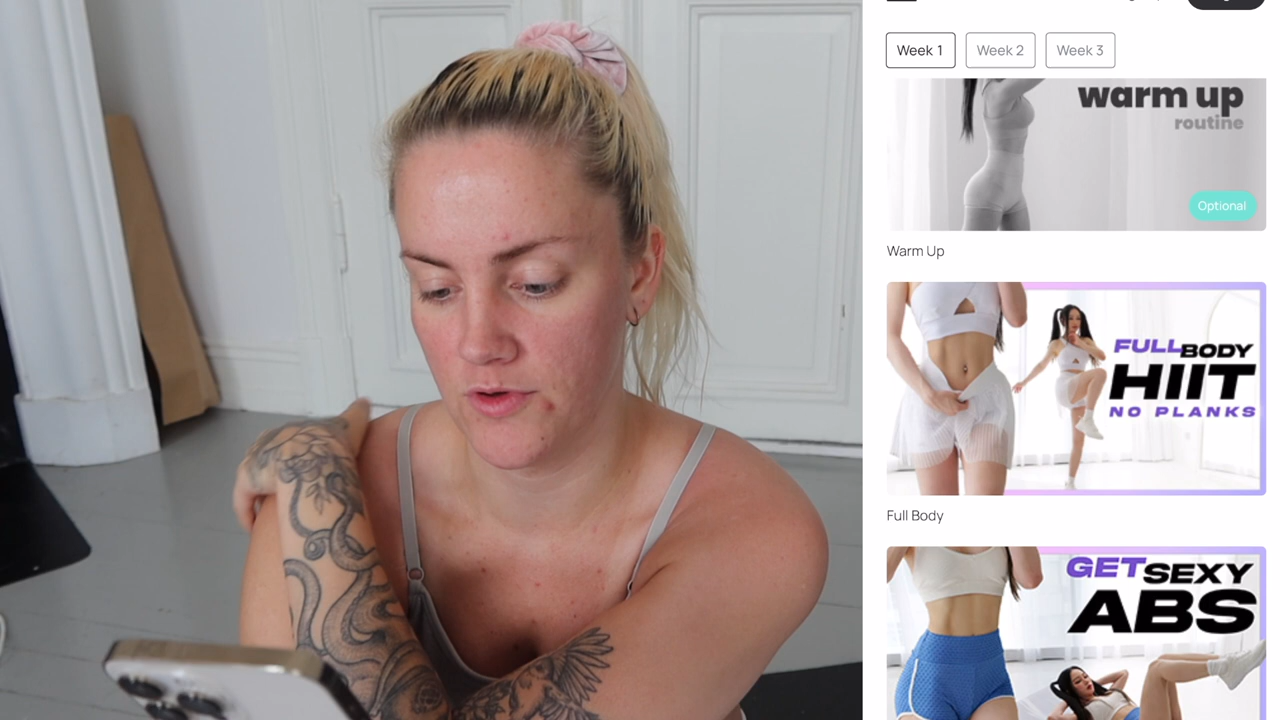 Week 1
Week 2
Week 3
warm up
routine
Optional
Warm Up
FULL BODY
HIIT
NO PLANKS
Full Body
GET SEXY
ABS